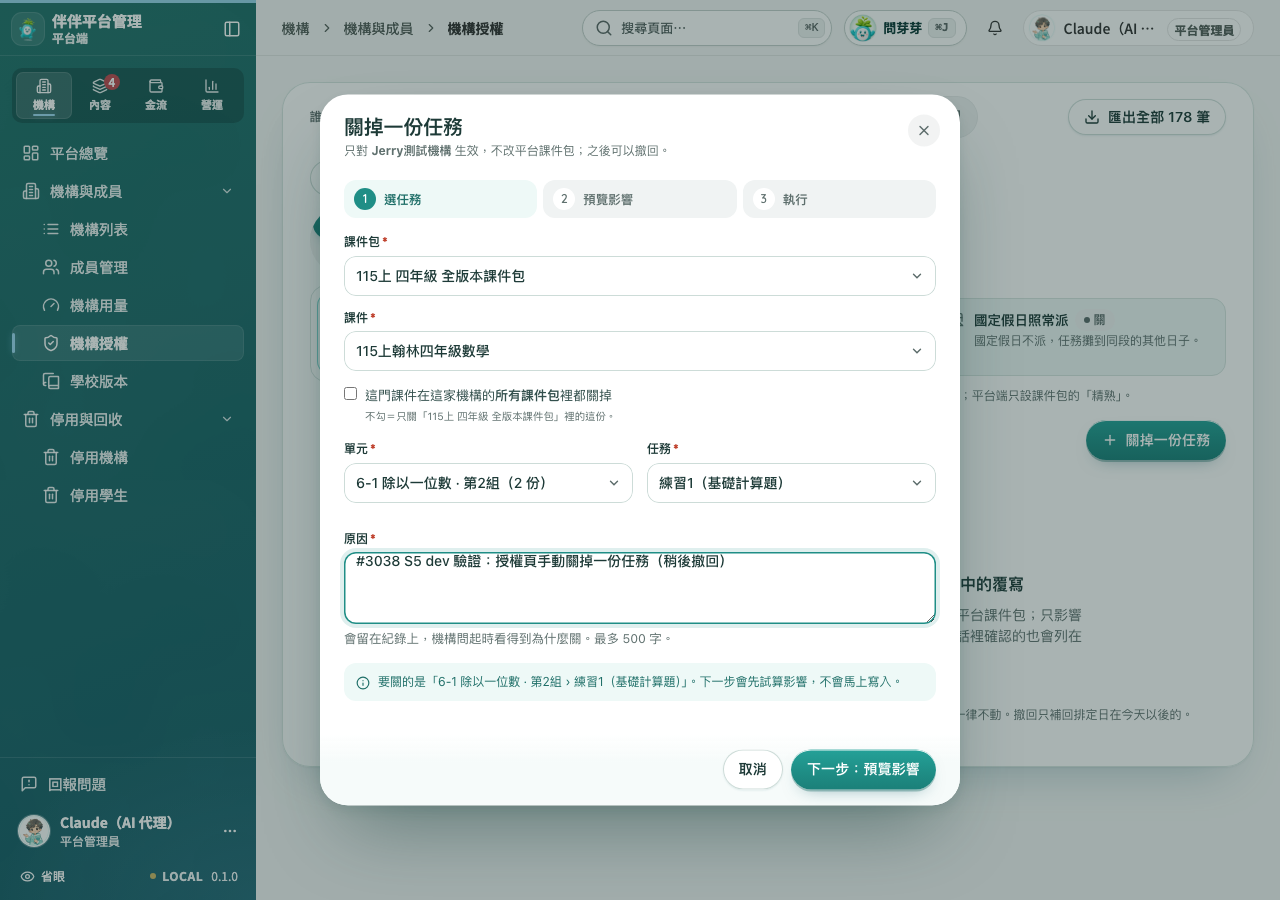 伴伴平台管理
平台端
機構
內容
4
金流
營運
平台總覽
機構與成員
機構列表
成員管理
機構用量
機構授權
學校版本
停用與回收
停用機構
停用學生
回報問題
Claude（AI 代理）
平台管理員
省眼
LOCAL 0.1.0
機構 › 機構與成員 › 機構授權
搜尋頁面…
⌘K
問芽芽
⌘J
Claude（AI …
平台管理員
匯出全部 178 筆
國定假日照常派 關
國定假日不派，任務攤到同段的其他日子。
；平台端只設課件包的「精熟」。
關掉一份任務
中的覆寫
平台課件包；只影響
話裡確認的也會列在
一律不動。撤回只補回排定日在今天以後的。
關掉一份任務
只對 Jerry測試機構 生效，不改平台課件包；之後可以撤回。
1 選任務
2 預覽影響
3 執行
課件包 *
115上 四年級 全版本課件包
課件 *
115上翰林四年級數學
這門課件在這家機構的所有課件包裡都關掉
不勾＝只關「115上 四年級 全版本課件包」裡的這份。
單元 *
任務 *
6-1 除以一位數 · 第2組（2 份）
練習1（基礎計算題）
原因 *
#3038 S5 dev 驗證：授權頁手動關掉一份任務（稍後撤回）
會留在紀錄上，機構問起時看得到為什麼關。最多 500 字。
要關的是「6-1 除以一位數 · 第2組 › 練習1（基礎計算題）」。下一步會先試算影響，不會馬上寫入。
取消
下一步：預覽影響